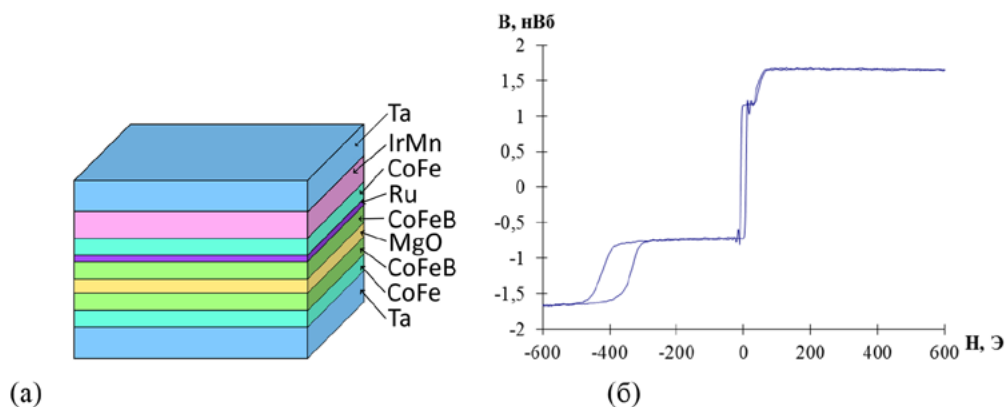 Ta
IrMn
CoFe
Ru
CoFeB
MgO
CoFeB
CoFe
Ta
(а)
В, нВб
2
1,5
1
0,5
0
-0,5
-1
-1,5
-2
-600 -400 -200 0 200 400 600
Н, Э
(б)